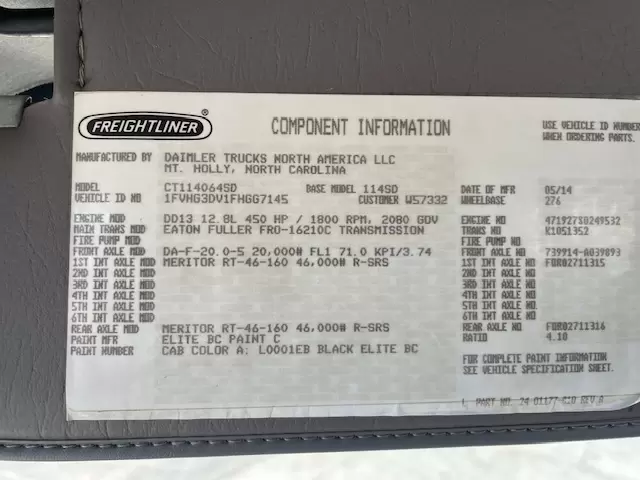 FREIGHTLINER ®
COMPONENT INFORMATION
USE VEHICLE ID NUMBER
WHEN ORDERING PARTS.
MANUFACTURED BY DAIMLER TRUCKS NORTH AMERICA LLC
MT. HOLLY, NORTH CAROLINA
MODEL CT114064SD BASE MODEL 114SD DATE OF MFD 05/14
VEHICLE ID NO 1FVHG3DV1FHGG7145 CUSTOMER W57332 WHEELBASE 276
ENGINE MOD DD13 12.8L 450 HP / 1800 RPM, 2080 GOV ENGINE NO 471927S0249532
MAIN TRANS MOD EATON FULLER FRO-16210C TRANSMISSION MAIN TRANS NO K1051352
FIRE PUMP MOD FIRE PUMP NO
FRONT AXLE MOD DA-F-20.0-5 20,000# FL1 71.0 KPI/3.74 FRONT AXLE NO 739914-A039893
1ST INT AXLE MOD MERITOR RT-46-160 46,000# R-SRS 1ST INT AXLE NO FOR02711315
2ND INT AXLE MOD 2ND INT AXLE NO
3RD INT AXLE MOD 3RD INT AXLE NO
4TH INT AXLE MOD 4TH INT AXLE NO
5TH INT AXLE MOD 5TH INT AXLE NO
6TH INT AXLE MOD 6TH INT AXLE NO
REAR AXLE MOD MERITOR RT-46-160 46,000# R-SRS REAR AXLE NO FOR02711316
PAINT MFR ELITE BC PAINT C RATIO 4.10
PAINT NUMBER CAB COLOR A: L0001EB BLACK ELITE BC
FOR COMPLETE PAINT INFORMATION
SEE VEHICLE SPECIFICATION SHEET.
PART NO. 24-01177-